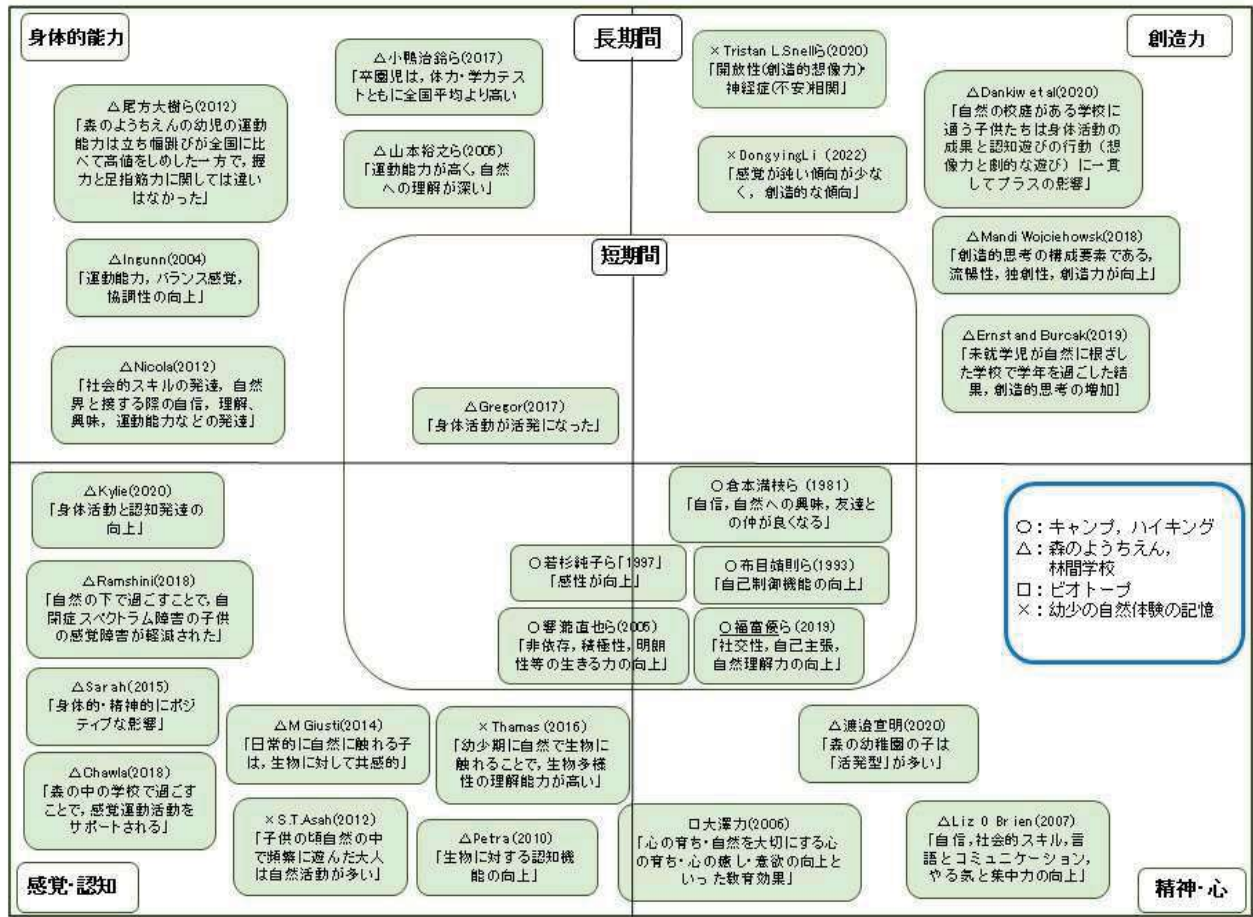 身体的能力
長期間
創造力
△小鴨治鈴ら(2017)
「卒園児は，体力・学力テス
トともに全国平均より高い
×Tristan L.Snellら(2020)
「開放性(創造的想像力)・
神経症(不安)相関」
△尾方大樹ら(2012)
「森のようちえんの幼児の運動
能力は立ち幅跳びが全国に比
べて高値をしめした一方で，握
力と足指筋力に関しては違い
はなかった」
△Dankiw et al(2020)
「自然の校庭がある学校に
通う子供たちは身体活動の
成果と認知遊びの行動（想
像力と劇的な遊び）に一貫
してプラスの影響」
△山本裕之ら(2005)
「運動能力が高く，自然
への理解が深い」
×DongyingLi (2022)
「感覚が鈍い傾向が少な
く，創造的な傾向」
△Ingunn(2004)
「運動能力，バランス感覚，
協調性の向上」
短期間
△Mandi Wojciehowsk(2018)
「創造的思考の構成要素である，
流暢性，独創性，創造力が向上」
△Ernst and Burcak(2019)
「未就学児が自然に根ざし
た学校で学年を過ごした結
果，創造的思考の増加]
△Nicola(2012)
「社会的スキルの発達，自然
界と接する際の自信，理解、
興味，運動能力などの発達」
△Gregor(2017)
「身体活動が活発になった」
△Kylie(2020)
「身体活動と認知発達の
向上」
○倉本満枝ら (1981)
「自信，自然への興味，友達と
の仲が良くなる」
○：キャンプ，ハイキング
△：森のようちえん，
林間学校
□：ビオトープ
×：幼少の自然体験の記憶
○若杉純子ら「1997」
「感性が向上」
○布目靖則ら(1993)
「自己制御機能の向上」
△Ramshini(2018)
「自然の下で過ごすことで，自
閉症スペクトラム障害の子供
の感覚障害が軽減された」
直也ら(2005)
「非依存，積極性，明朗
性等の生きる力の向上」
○福富優ら(2019)
「社交性，自己主張，
自然理解力の向上」
△Sarah(2015)
「身体的・精神的にポジ
ティブな影響」
△M Giusti(2014)
「日常的に自然に触れる子
は，生物に対して共感的」
×Thamas (2016)
「幼少期に自然で生物に
触れることで，生物多様
性の理解能力が高い」
△渡邉宣明(2020)
「森の幼稚園の子は
「活発型」が多い」
△Chawla(2018)
「森の中の学校で過ごす
ことで，感覚運動活動を
サポートされる」
×S.T.Asah(2012)
「子供の頃自然の中
で頻繁に遊んだ大人
は自然活動が多い」
△Petra(2010)
「生物に対する認知機
能の向上」
□大澤力(2006)
「心の育ち・自然を大切にする心
の育ち・心の癒し・意欲の向上と
いった教育効果」
△Liz O Brien(2007)
「自信，社会的スキル，言
語とコミュニケーション，
やる気と集中力の向上」
感覚・認知
精神・心